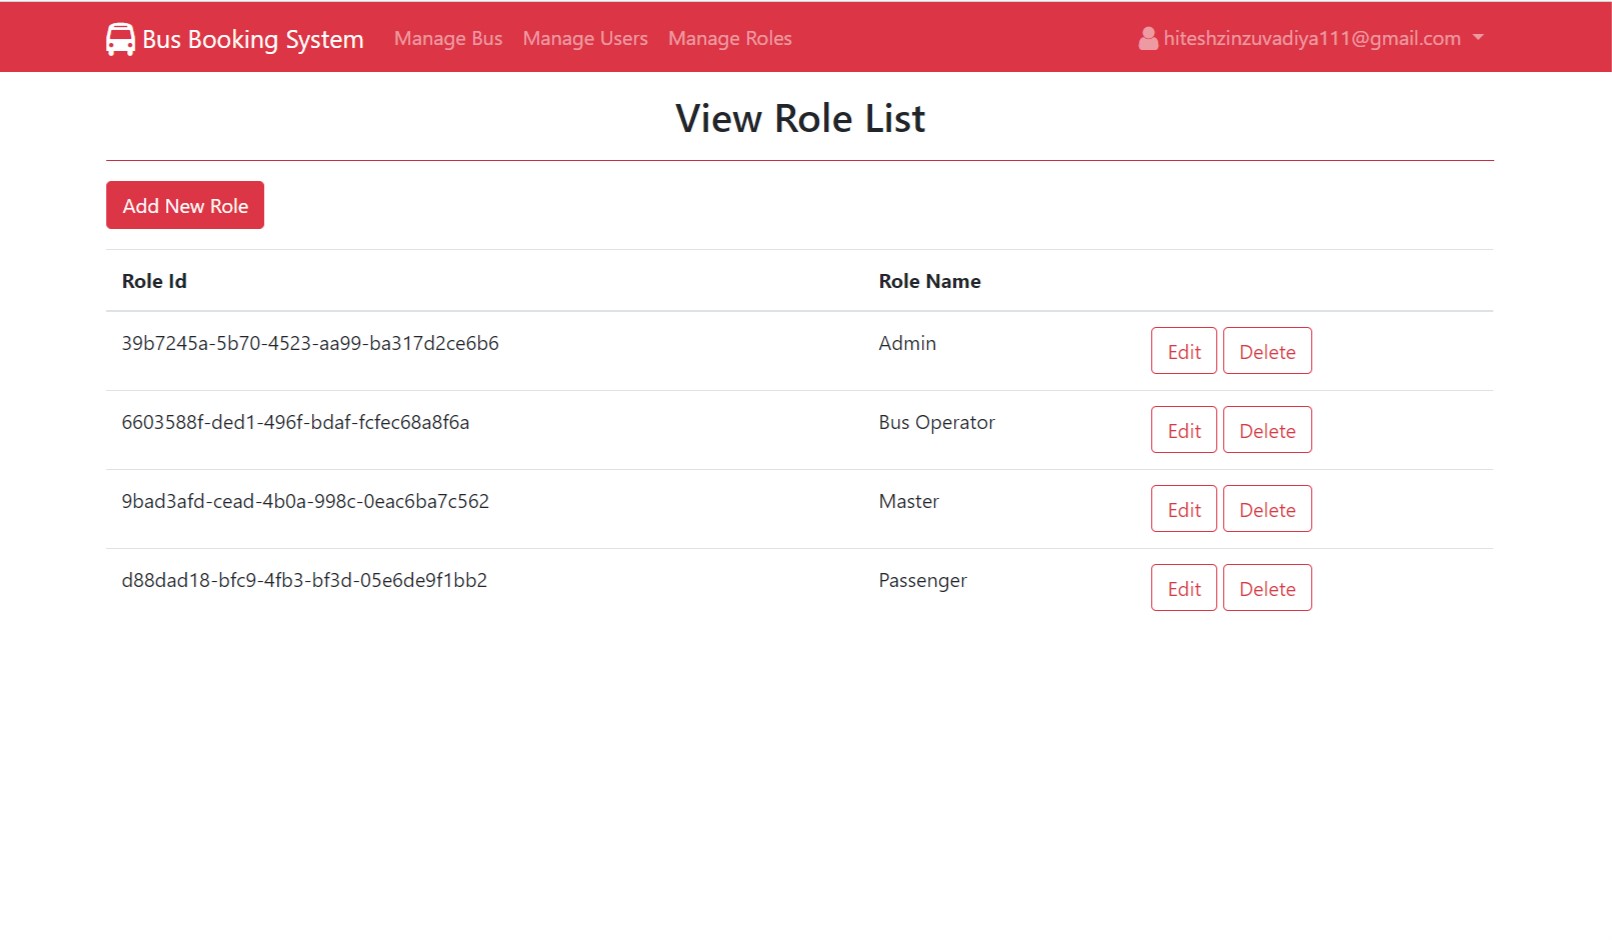 Bus Booking System Manage Bus Manage Users Manage Roles hiteshzinzuvadiya111@gmail.com
View Role List
Add New Role
Role Id Role Name
39b7245a-5b70-4523-aa99-ba317d2ce6b6 Admin Edit Delete
6603588f-ded1-496f-bdaf-fcfec68a8f6a Bus Operator Edit Delete
9bad3afd-cead-4b0a-998c-0eac6ba7c562 Master Edit Delete
d88dad18-bfc9-4fb3-bf3d-05e6de9f1bb2 Passenger Edit Delete